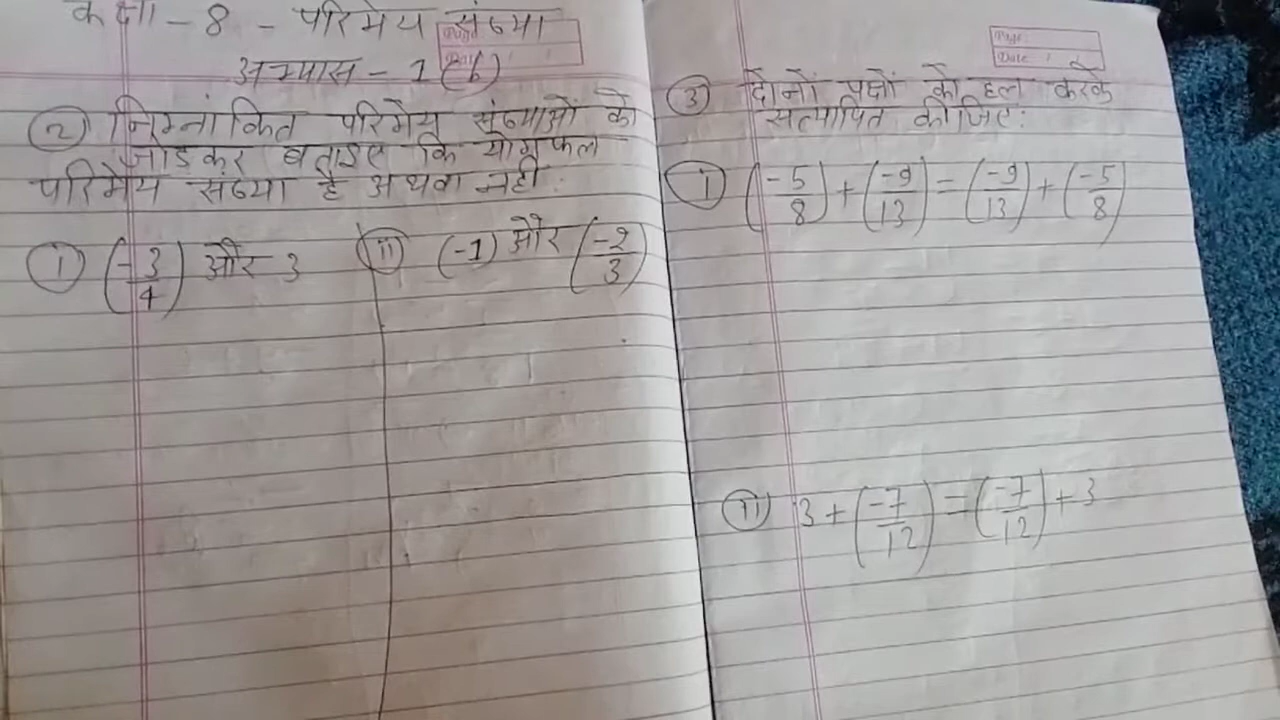 कक्षा - 8 - परिमेय संख्या
अभ्यास - 1(b)
② निम्नांकित परिमेय संख्याओं को
जोड़कर बताइए कि योगफल
परिमेय संख्या है अथवा नहीं:
ⓘ (-3/4) और 3 ⓘⓘ (-1) और (-2/3)
Page
Date
③ दोनों पक्षों को हल करके
सत्यापित कीजिए:
ⓘ (-5/8) + (-9/13) = (-9/13) + (-5/8)
ⓘⓘ 3 + (-7/12) = (-7/12) + 3